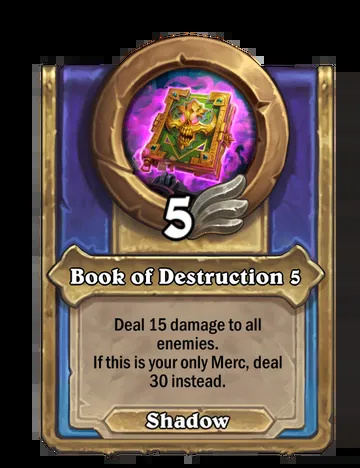 5
Book of Destruction 5
Deal 15 damage to all
enemies.
If this is your only Merc, deal
30 instead.
Shadow